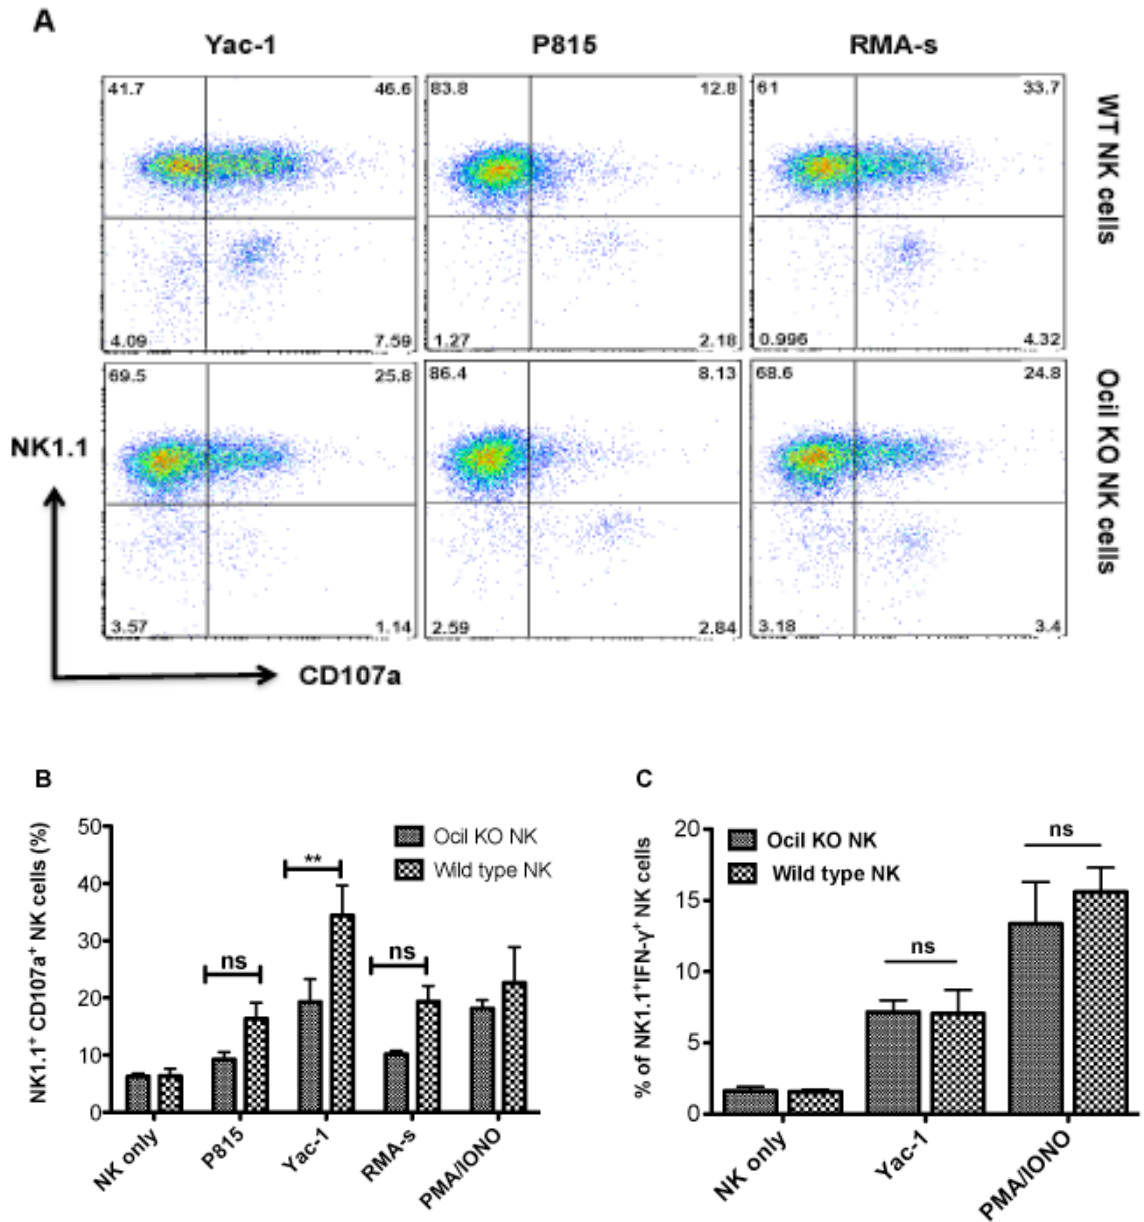 A
Yac-1 P815 RMA-s
41.7 46.6 83.8 12.8 61 33.7
WT NK cells
4.09 7.59 1.27 2.18 0.996 4.32
69.5 25.8 86.4 8.13 68.6 24.8
Ocil KO NK cells
NK1.1
3.57 1.14 2.59 2.84 3.18 3.4
CD107a
B
NK1.1⁺ CD107a⁺ NK cells (%)
50
40
30
20
10
0
Ocil KO NK
Wild type NK
ns
**
ns
NK only
P815
Yac-1
RMA-s
PMA/IONO
C
% of NK1.1⁺IFN-γ⁺ NK cells
20
15
10
5
0
Ocil KO NK
Wild type NK
ns
ns
NK only
Yac-1
PMA/IONO